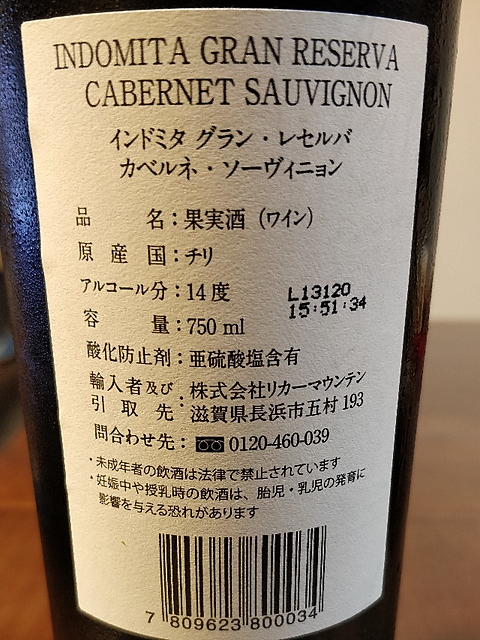 INDOMITA GRAN RESERVA
CABERNET SAUVIGNON
インドミタ グラン・レセルバ
カベルネ・ソーヴィニョン
品 名：果実酒（ワイン）
原 産 国：チリ
アルコール分：14度
L13120
15:51:34
容 量：750 ml
酸化防止剤：亜硫酸塩含有
輸入者及び
引 取 先：株式会社リカーマウンテン
滋賀県長浜市五村 193
問合わせ先：0120-460-039
・未成年者の飲酒は法律で禁止されています
・妊娠中や授乳時の飲酒は、胎児・乳児の発育に
影響を与える恐れがあります
7 809623 800034